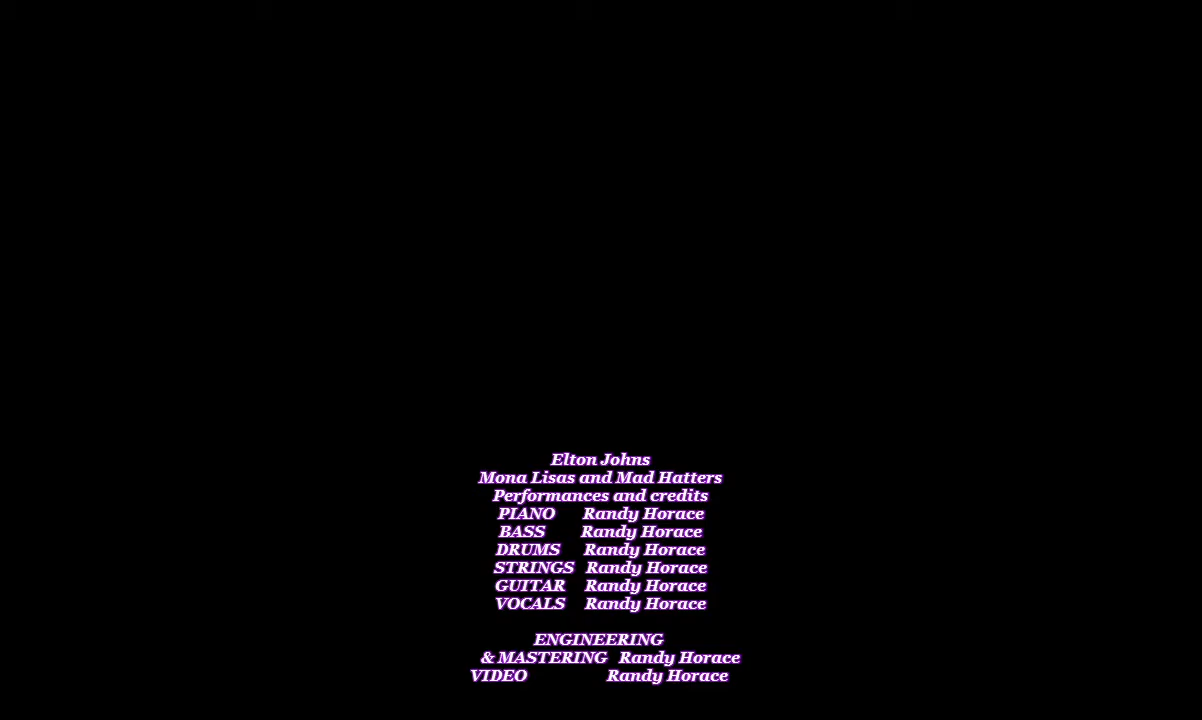 Elton Johns
Mona Lisas and Mad Hatters
Performances and credits
PIANO Randy Horace
BASS Randy Horace
DRUMS Randy Horace
STRINGS Randy Horace
GUITAR Randy Horace
VOCALS Randy Horace
ENGINEERING
& MASTERING Randy Horace
VIDEO Randy Horace